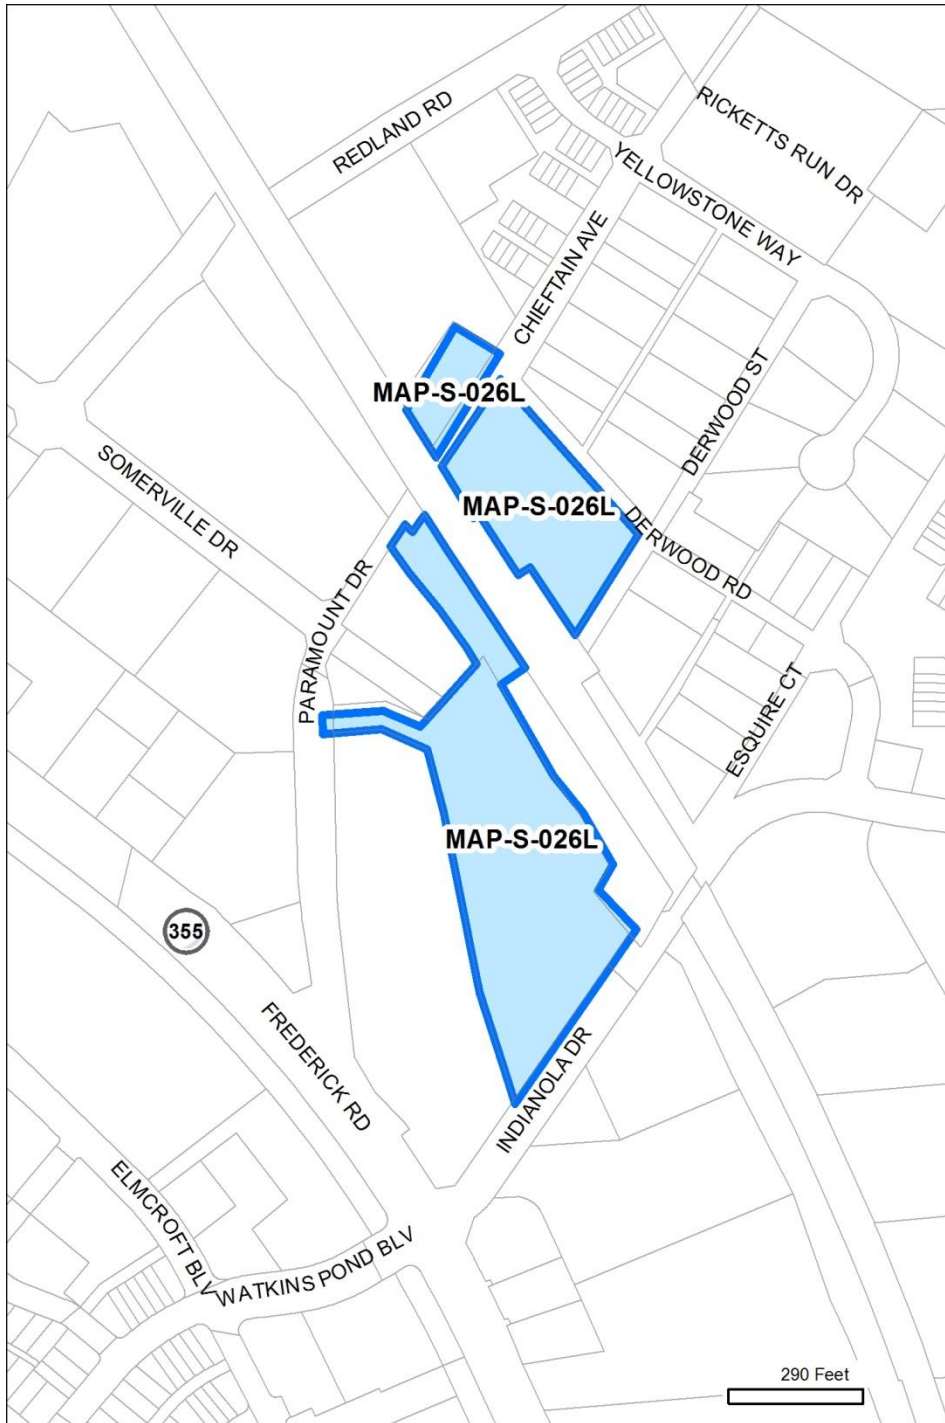 REDLAND RD
RICKETTS RUN DR
YELLOWSTONE WAY
CHIEFTAIN AVE
MAP-S-026L
DERWOOD ST
SOMERVILLE DR
MAP-S-026L
DERWOOD RD
PARAMOUNT DR
ESQUIRE CT
MAP-S-026L
355
FREDERICK RD
INDIANOLA DR
ELMCROFT BLV
WATKINS POND BLV
290 Feet